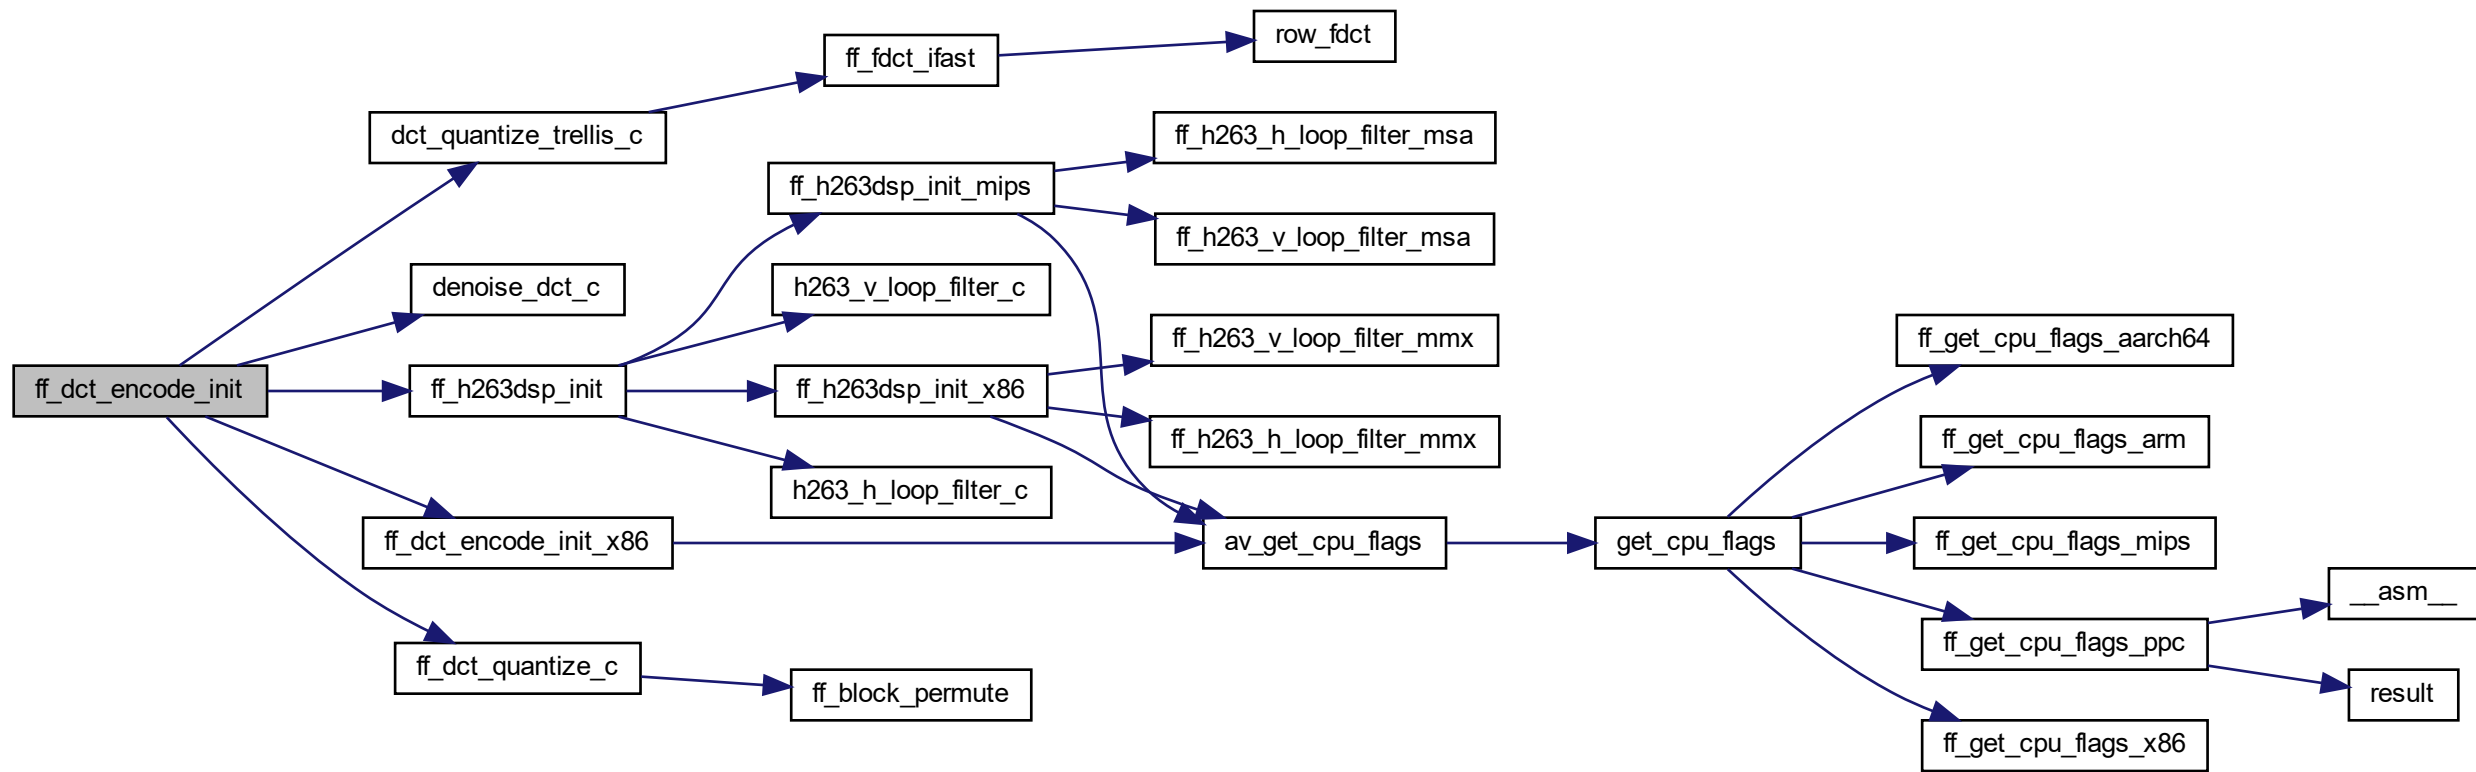 ff_dct_encode_init
dct_quantize_trellis_c
denoise_dct_c
ff_h263dsp_init
ff_dct_encode_init_x86
ff_dct_quantize_c
ff_fdct_ifast
ff_h263dsp_init_mips
h263_v_loop_filter_c
ff_h263dsp_init_x86
h263_h_loop_filter_c
ff_block_permute
row_fdct
ff_h263_h_loop_filter_msa
ff_h263_v_loop_filter_msa
ff_h263_v_loop_filter_mmx
ff_h263_h_loop_filter_mmx
av_get_cpu_flags
get_cpu_flags
ff_get_cpu_flags_aarch64
ff_get_cpu_flags_arm
ff_get_cpu_flags_mips
ff_get_cpu_flags_ppc
ff_get_cpu_flags_x86
__asm__
result